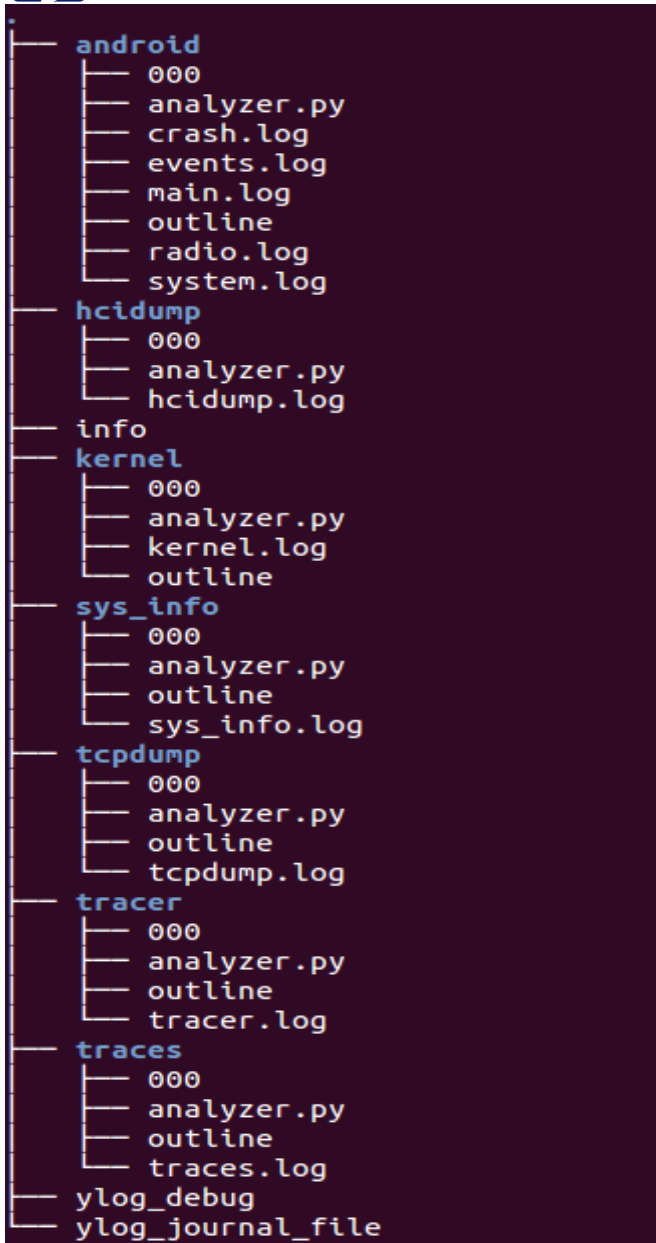 .
├── android
│   ├── 000
│   ├── analyzer.py
│   ├── crash.log
│   ├── events.log
│   ├── main.log
│   ├── outline
│   ├── radio.log
│   └── system.log
├── hcidump
│   ├── 000
│   ├── analyzer.py
│   └── hcidump.log
├── info
├── kernel
│   ├── 000
│   ├── analyzer.py
│   ├── kernel.log
│   └── outline
├── sys_info
│   ├── 000
│   ├── analyzer.py
│   ├── outline
│   └── sys_info.log
├── tcpdump
│   ├── 000
│   ├── analyzer.py
│   ├── outline
│   └── tcpdump.log
├── tracer
│   ├── 000
│   ├── analyzer.py
│   ├── outline
│   └── tracer.log
├── traces
│   ├── 000
│   ├── analyzer.py
│   ├── outline
│   └── traces.log
├── ylog_debug
└── ylog_journal_file